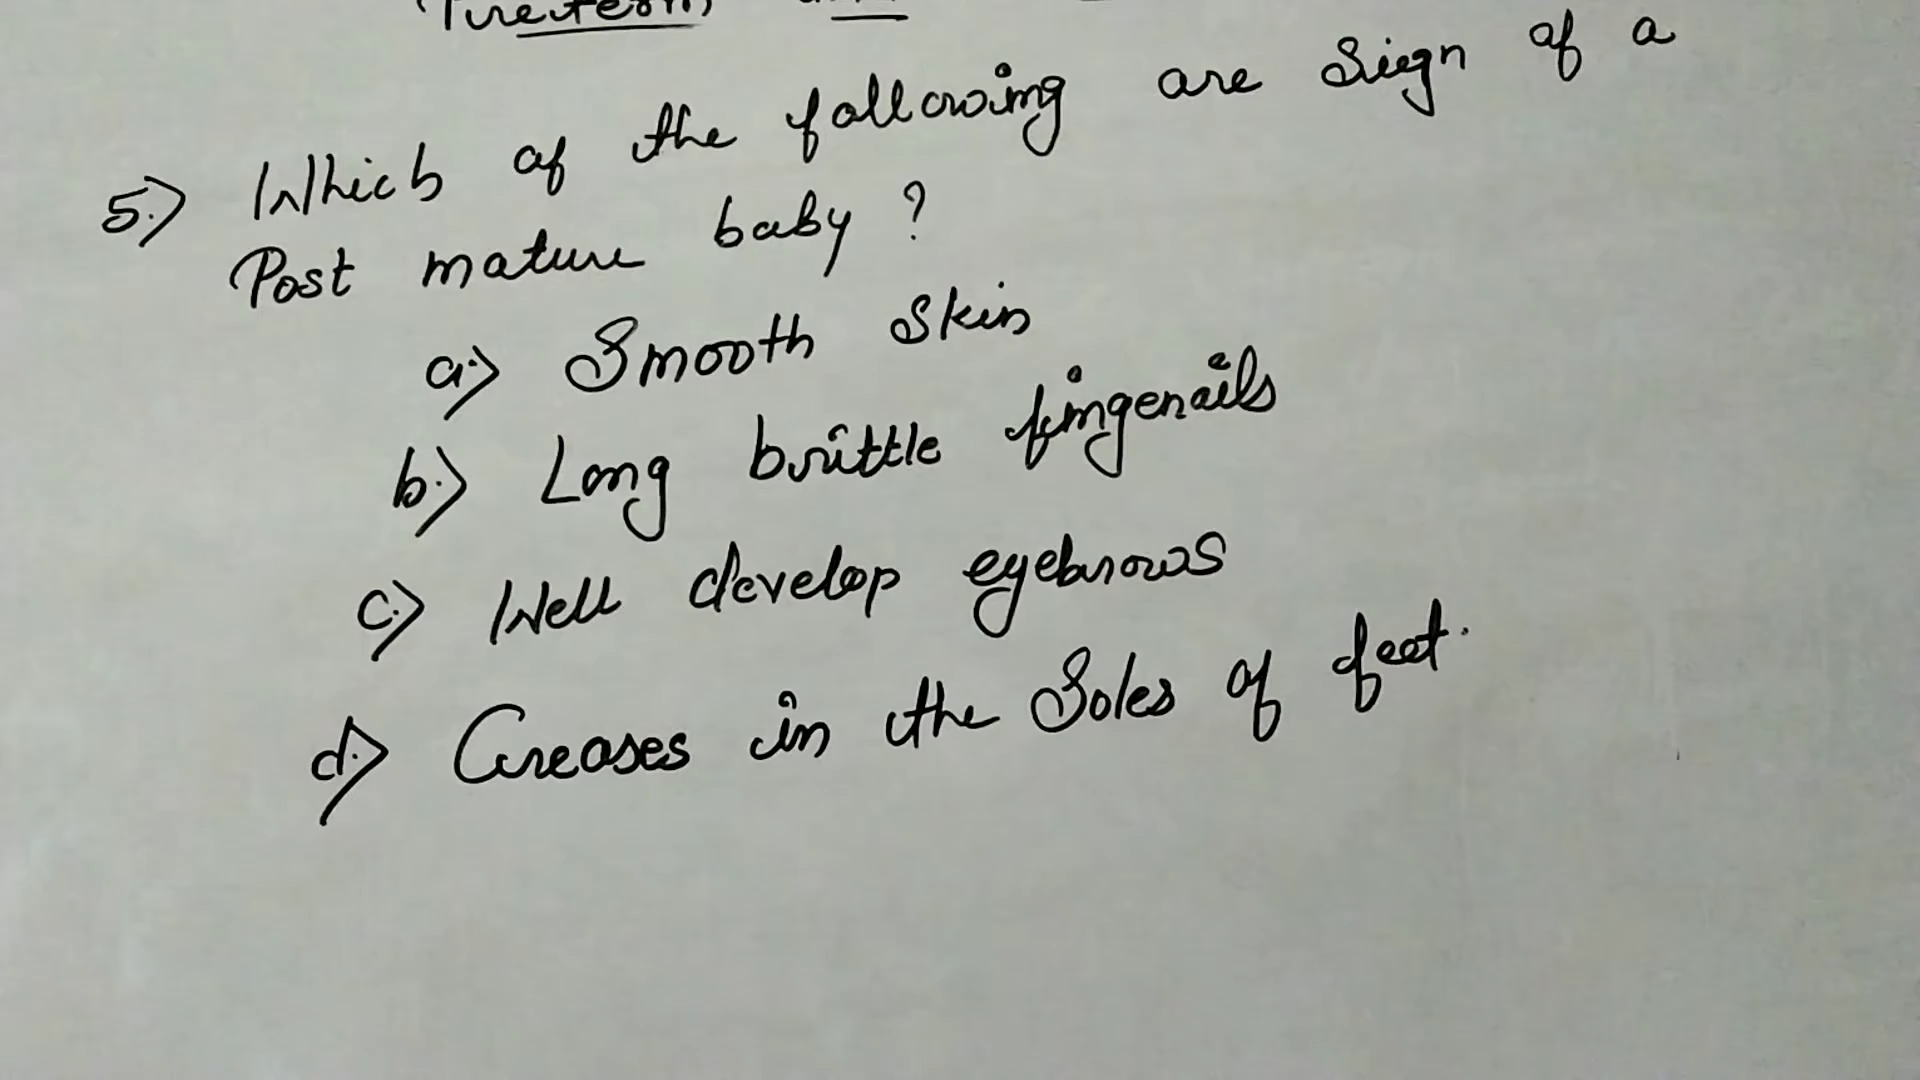 5.) Which of the following are sign of a
Post mature baby ?
a.) Smooth skin
b.) Long brittle fingenails
c.) Well develop eyebrows
d.) Creases in the Soles of feet.